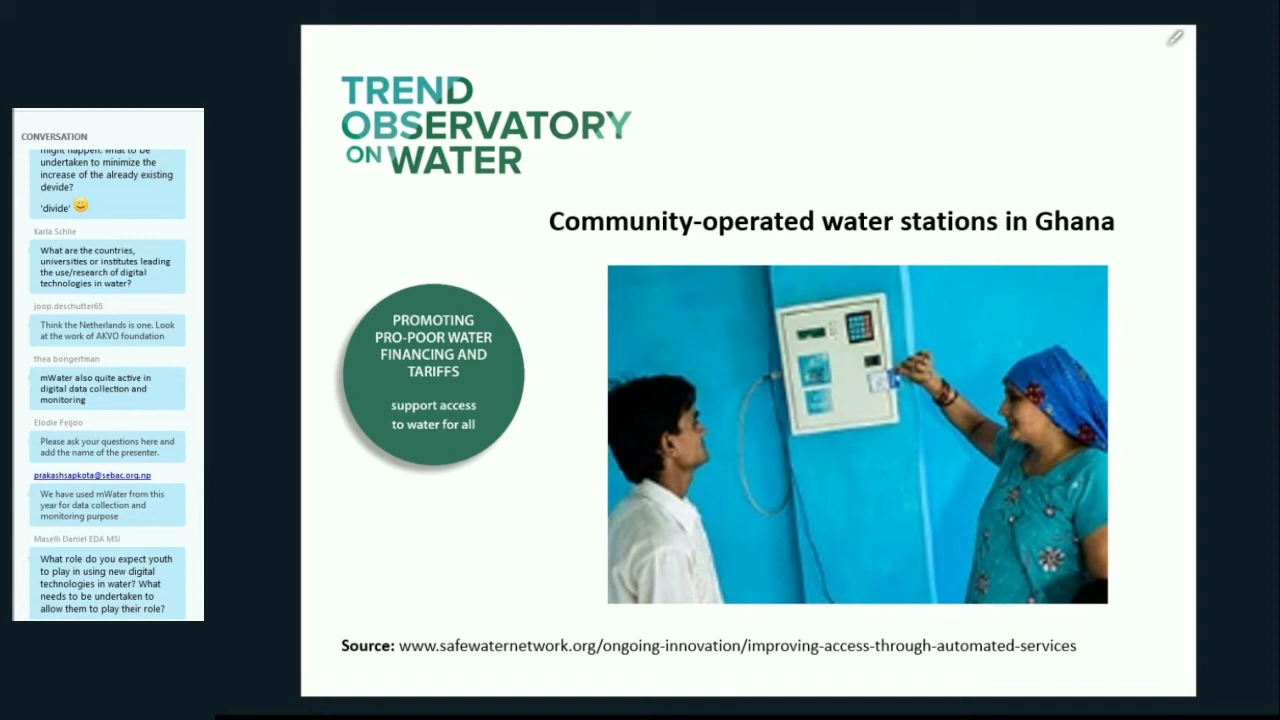 CONVERSATION
might happen. what to be
undertaken to minimize the
increase of the already existing
devide?
'divide'
Karla Schlie
What are the countries,
universities or institutes leading
the use/research of digital
technologies in water?
joop.deschutter65
Think the Netherlands is one. Look
at the work of AKVO foundation
thea bongertman
mWater also quite active in
digital data collection and
monitoring
Elodie Feijoo
Please ask your questions here and
add the name of the presenter.
prakashsapkota@sebac.org.np
We have used mWater from this
year for data collection and
monitoring purpose
Maselli Daniel EDA MSI
What role do you expect youth
to play in using new digital
technologies in water? What
needs to be undertaken to
allow them to play their role?
TREND
OBSERVATORY
ON WATER
Community-operated water stations in Ghana
PROMOTING
PRO-POOR WATER
FINANCING AND
TARIFFS
support access
to water for all
Source: www.safewaternetwork.org/ongoing-innovation/improving-access-through-automated-services